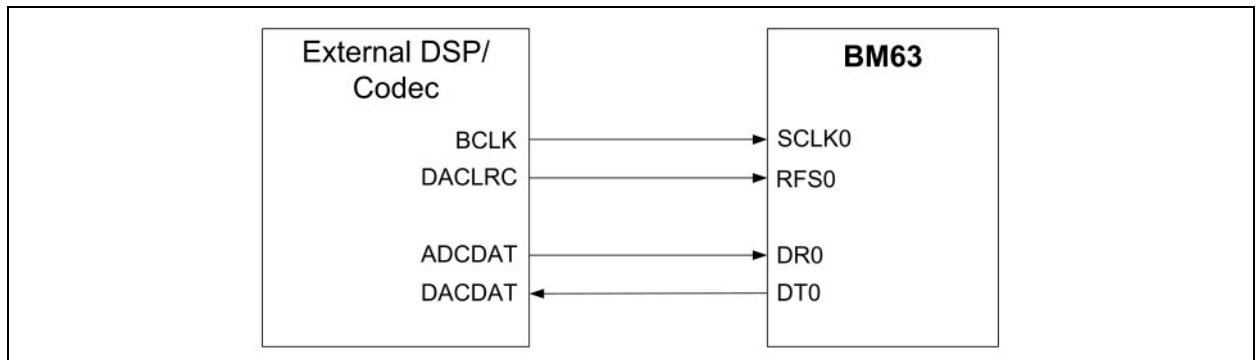 External DSP/
Codec
BM63
BCLK
SCLK0
DACLRC
RFS0
ADCDAT
DR0
DACDAT
DT0